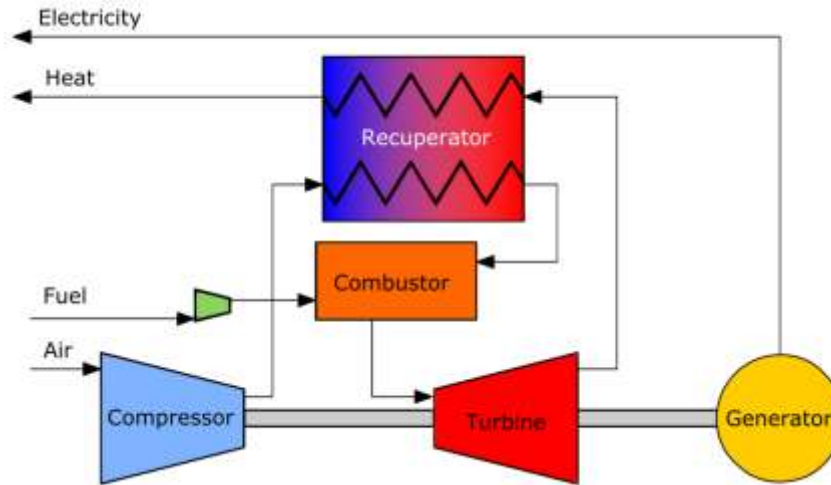 Electricity
Heat
Recuperator
Combustor
Fuel
Air
Compressor
Turbine
Generator